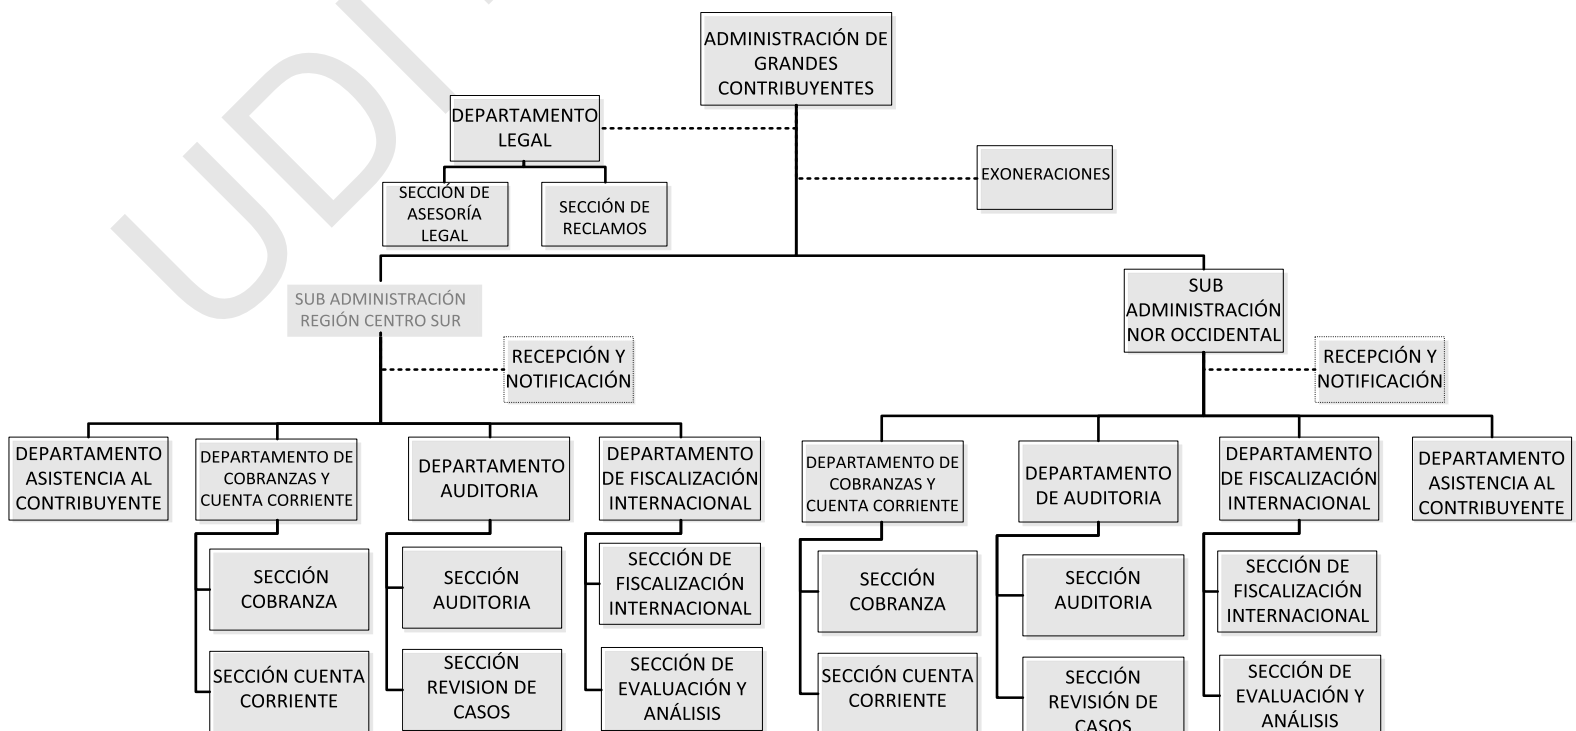 ADMINISTRACIÓN DE
GRANDES
CONTRIBUYENTES
DEPARTAMENTO
LEGAL
EXONERACIONES
SECCIÓN DE
ASESORÍA
LEGAL
SECCIÓN DE
RECLAMOS
SUB ADMINISTRACIÓN
REGIÓN CENTRO SUR
SUB
ADMINISTRACIÓN
NOR OCCIDENTAL
RECEPCIÓN Y
NOTIFICACIÓN
RECEPCIÓN Y
NOTIFICACIÓN
DEPARTAMENTO
ASISTENCIA AL
CONTRIBUYENTE
DEPARTAMENTO DE
COBRANZAS Y
CUENTA CORRIENTE
DEPARTAMENTO
AUDITORIA
DEPARTAMENTO
DE FISCALIZACIÓN
INTERNACIONAL
DEPARTAMENTO DE
COBRANZAS Y
CUENTA CORRIENTE
DEPARTAMENTO
DE AUDITORIA
DEPARTAMENTO
DE FISCALIZACIÓN
INTERNACIONAL
DEPARTAMENTO
ASISTENCIA AL
CONTRIBUYENTE
SECCIÓN
COBRANZA
SECCIÓN
AUDITORIA
SECCIÓN DE
FISCALIZACIÓN
INTERNACIONAL
SECCIÓN
COBRANZA
SECCIÓN
AUDITORIA
SECCIÓN DE
FISCALIZACIÓN
INTERNACIONAL
SECCIÓN CUENTA
CORRIENTE
SECCIÓN
REVISION DE
CASOS
SECCIÓN DE
EVALUACIÓN Y
ANÁLISIS
SECCIÓN CUENTA
CORRIENTE
SECCIÓN
REVISIÓN DE
CASOS
SECCIÓN DE
EVALUACIÓN Y
ANÁLISIS